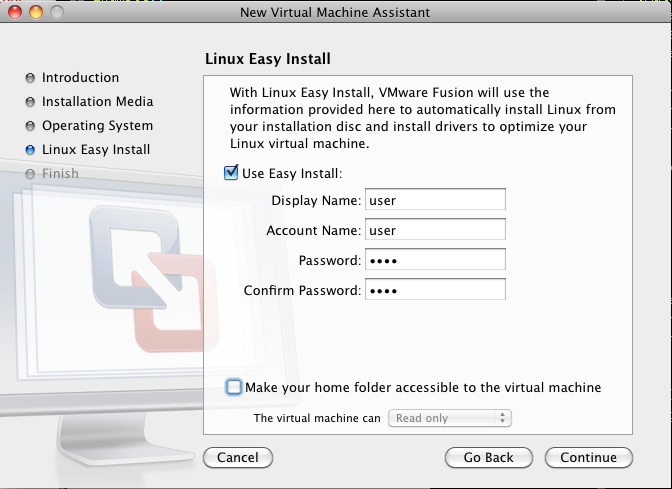 New Virtual Machine Assistant
Linux Easy Install
Introduction
Installation Media
Operating System
Linux Easy Install
Finish
With Linux Easy Install, VMware Fusion will use the
information provided here to automatically install Linux from
your installation disc and install drivers to optimize your
Linux virtual machine.
Use Easy Install:
Display Name: user
Account Name: user
Password: ••••
Confirm Password: ••••
Make your home folder accessible to the virtual machine
The virtual machine can Read only
Cancel Go Back Continue